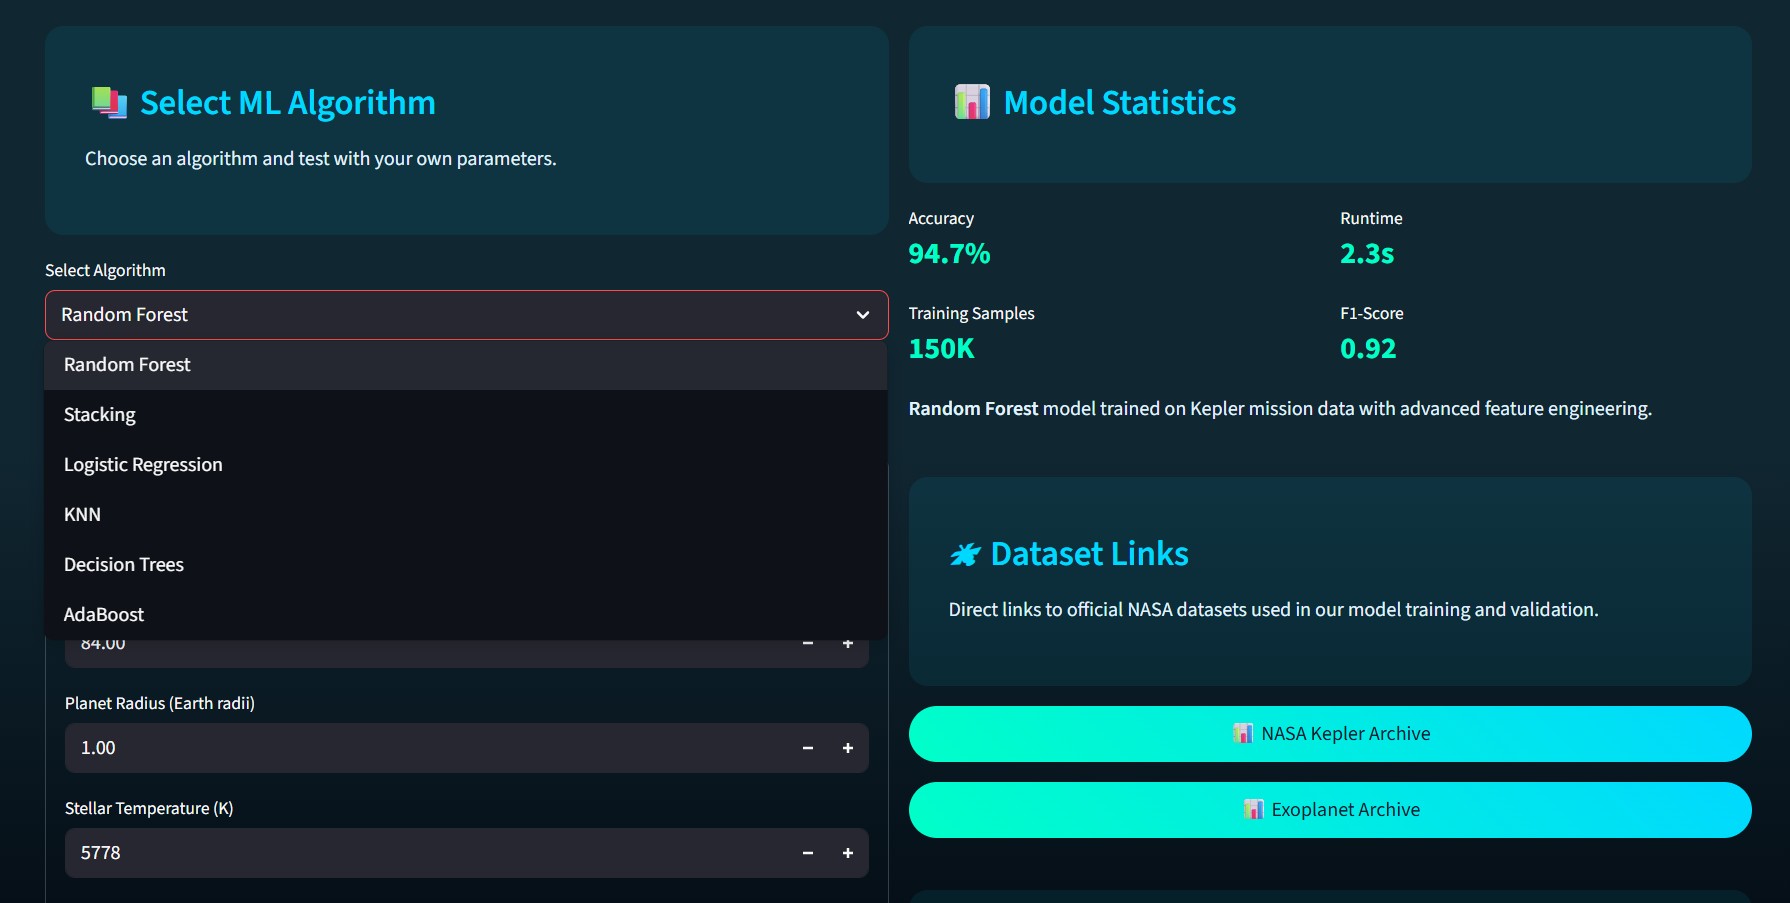 Select ML Algorithm
Choose an algorithm and test with your own parameters.
Select Algorithm
Random Forest
Random Forest
Stacking
Logistic Regression
KNN
Decision Trees
AdaBoost
84.00
Planet Radius (Earth radii)
1.00
Stellar Temperature (K)
5778
Model Statistics
Accuracy
94.7%
Runtime
2.3s
Training Samples
150K
F1-Score
0.92
Random Forest model trained on Kepler mission data with advanced feature engineering.
Dataset Links
Direct links to official NASA datasets used in our model training and validation.
NASA Kepler Archive
Exoplanet Archive